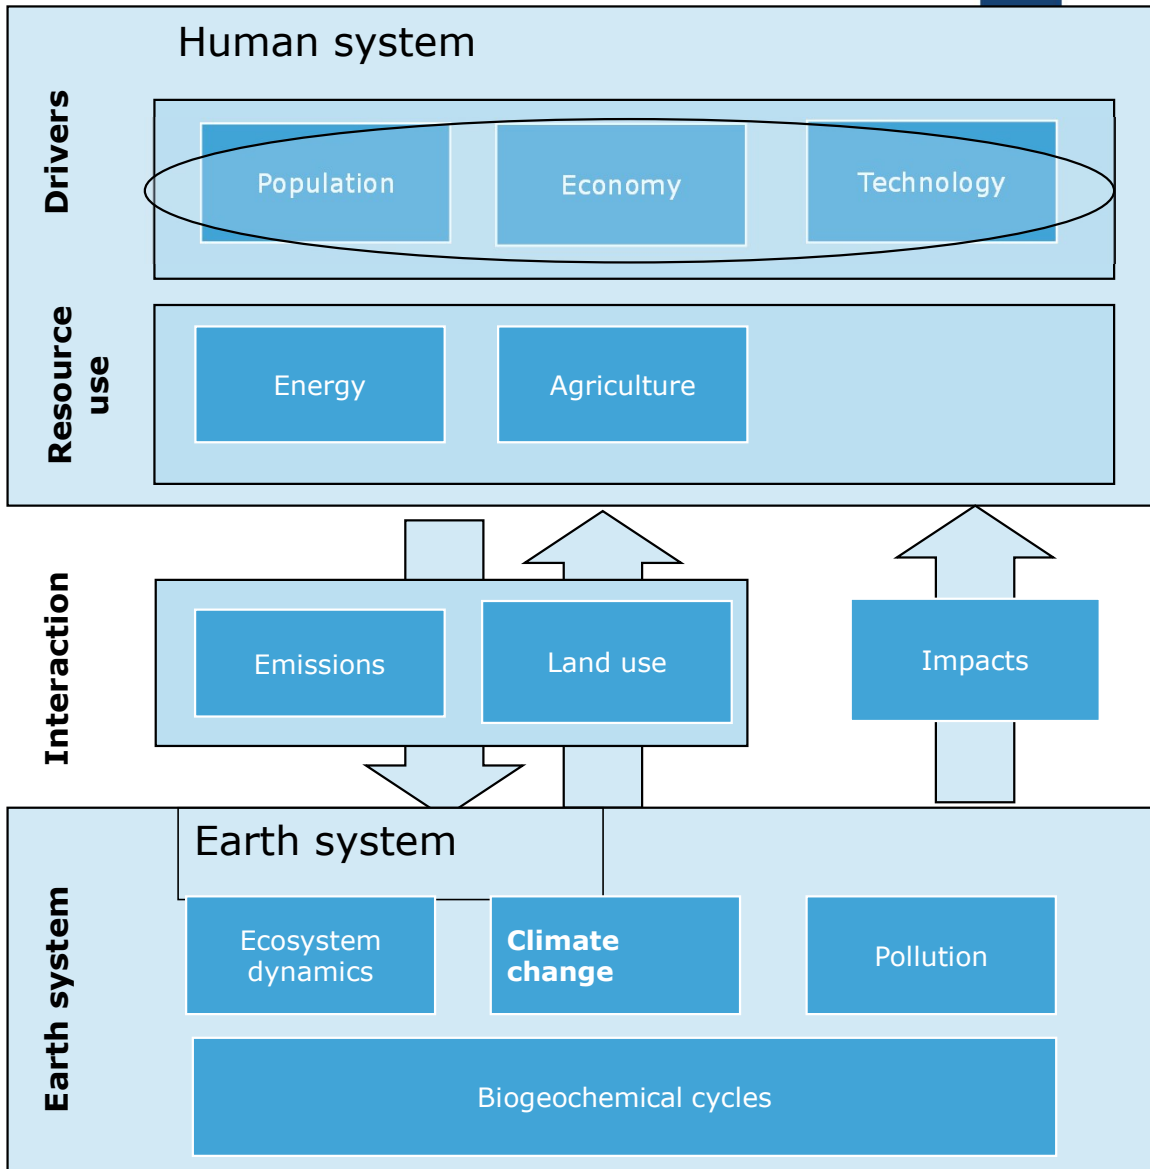 Human system
Drivers
Population
Economy
Technology
Resource
use
Energy
Agriculture
Interaction
Emissions
Land use
Impacts
Earth system
Earth system
Ecosystem
dynamics
Climate
change
Pollution
Biogeochemical cycles